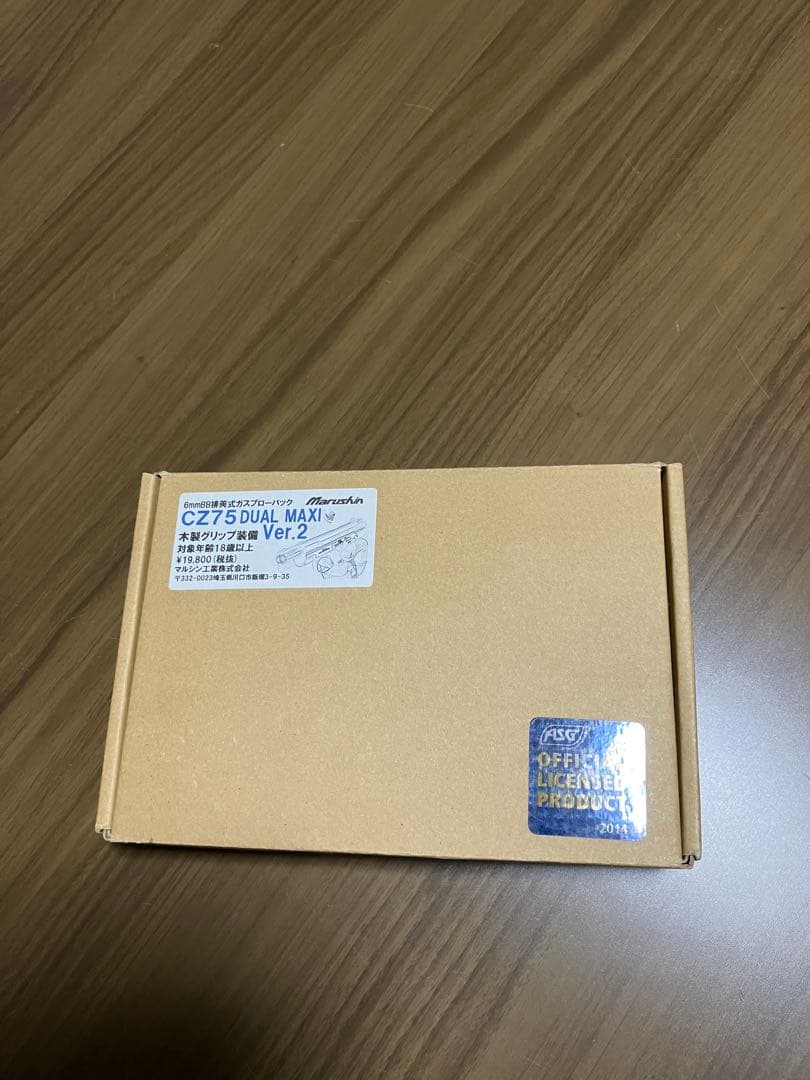 6mmBB排莢式ガスブローバック Marushin
CZ75 DUAL MAXI
木製グリップ装備 Ver.2
対象年齢18歳以上
¥19,800(税抜)
マルシン工業株式会社
〒332-0023埼玉県川口市飯塚3-9-35
ASG
OFFICIAL
LICENSED
PRODUCT
2014